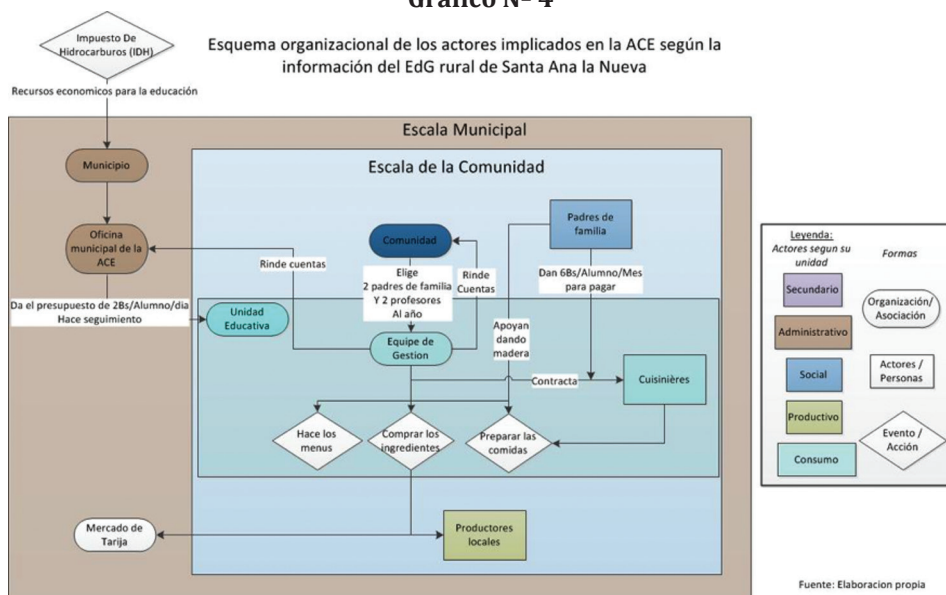 Gráfico Nº 4
Impuesto De
Hidrocarburos (IDH)
Esquema organizacional de los actores implicados en la ACE según la
información del EdG rural de Santa Ana la Nueva
Recursos economicos para la educación
Escala Municipal
Municipio
Escala de la Comunidad
Oficina
municipal de la
ACE
Rinde cuentas
Comunidad
Padres de
familia
Elige
2 padres de familia
Y 2 profesores
Al año
Rinde
Cuentas
Dan 6Bs/Alumno/Mes
para pagar
Da el presupuesto de 2Bs/Alumno/dia
Hace seguimiento
Unidad
Educativa
Equipe de
Gestion
Apoyan
dando
madera
Contracta
Cuisinières
Hace los
menus
Comprar los
ingredientes
Preparar las
comidas
Mercado de
Tarija
Productores
locales
Leyenda:
Actores segun su
unidad
Formas
Secundario
Organización/
Asociación
Administrativo
Social
Actores /
Personas
Productivo
Evento /
Acción
Consumo
Fuente: Elaboracion propia